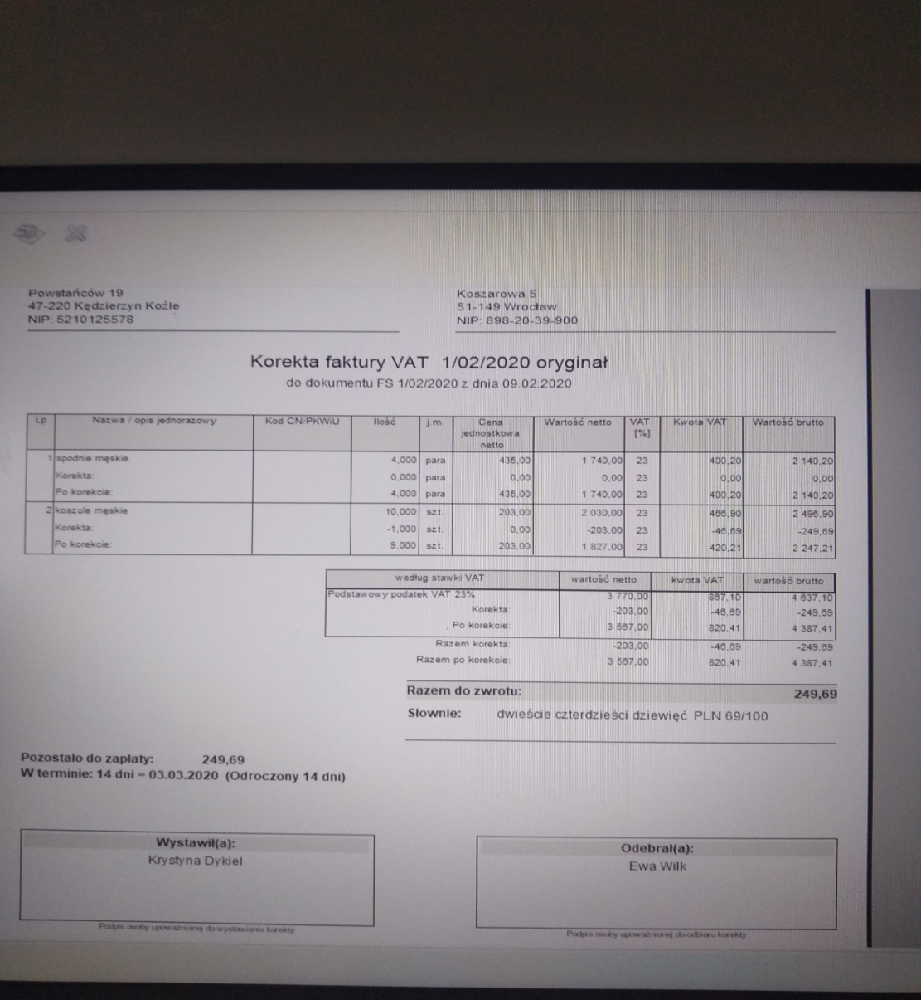 Powstańców 19
47-220 Kędzierzyn Koźle
NIP: 5210125578
Koszarowa 5
51-149 Wrocław
NIP: 898-20-39-900
Korekta faktury VAT 1/02/2020 oryginał
do dokumentu FS 1/02/2020 z dnia 09.02.2020
Lp Nazwa / opis jednorazowy Kod CN/PKWiU Ilość j.m. Cena jednostkowa netto Wartość netto VAT [%] Kwota VAT Wartość brutto
1 spodnie męskie 4,000 para 435,00 1 740,00 23 400,20 2 140,20
Korekta: 0,000 para 0,00 0,00 23 0,00 0,00
Po korekcie: 4,000 para 435,00 1 740,00 23 400,20 2 140,20
2 koszule męskie 10,000 szt. 203,00 2 030,00 23 466,90 2 496,90
Korekta: -1,000 szt. 0,00 -203,00 23 -46,69 -249,69
Po korekcie: 9,000 szt. 203,00 1 827,00 23 420,21 2 247,21
według stawki VAT wartość netto kwota VAT wartość brutto
Podstawowy podatek VAT 23% 3 770,00 867,10 4 637,10
Korekta: -203,00 -46,69 -249,69
Po korekcie: 3 567,00 820,41 4 387,41
Razem korekta: -203,00 -46,69 -249,69
Razem po korekcie: 3 567,00 820,41 4 387,41
Razem do zwrotu: 249,69
Słownie: dwieście czterdzieści dziewięć PLN 69/100
Pozostało do zapłaty: 249,69
W terminie: 14 dni = 03.03.2020 (Odroczony 14 dni)
Wystawił(a):
Krystyna Dykiel
Podpis osoby upoważnionej do wystawienia korekty
Odebrał(a):
Ewa Wilk
Podpis osoby upoważnionej do odbioru korekty